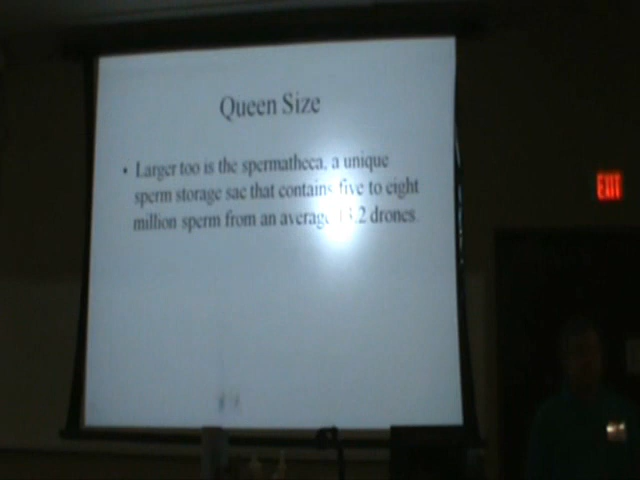 Queen Size
• Larger too is the spermatheca, a unique
sperm storage sac that contains five to eight
million sperm from an average 13.2 drones.
EXIT